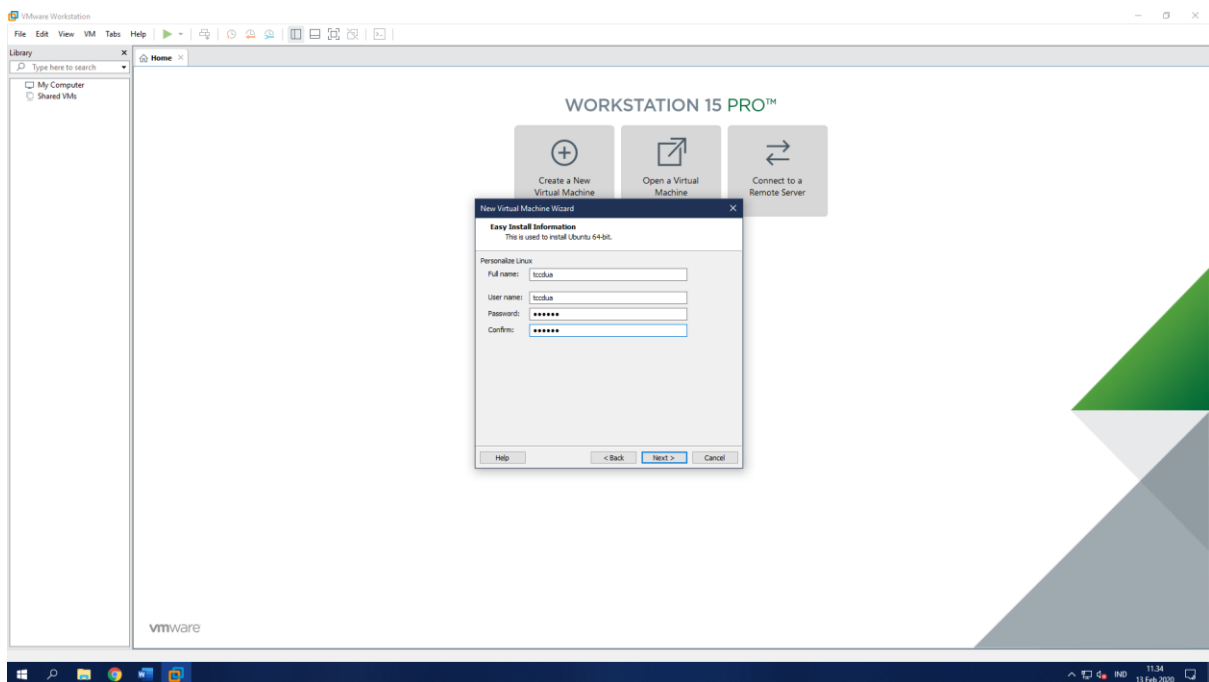 VMware Workstation
File Edit View VM Tabs Help
Library
Type here to search
My Computer
Shared VMs
Home
WORKSTATION 15 PRO™
Create a New
Virtual Machine
Open a Virtual
Machine
Connect to a
Remote Server
New Virtual Machine Wizard
Easy Install Information
This is used to install Ubuntu 64-bit.
Personalize Linux
Full name: tccdua
User name: tccdua
Password: ●●●●●●
Confirm: ●●●●●●
Help < Back Next > Cancel
vmware
IND
11.34
13 Feb 2020